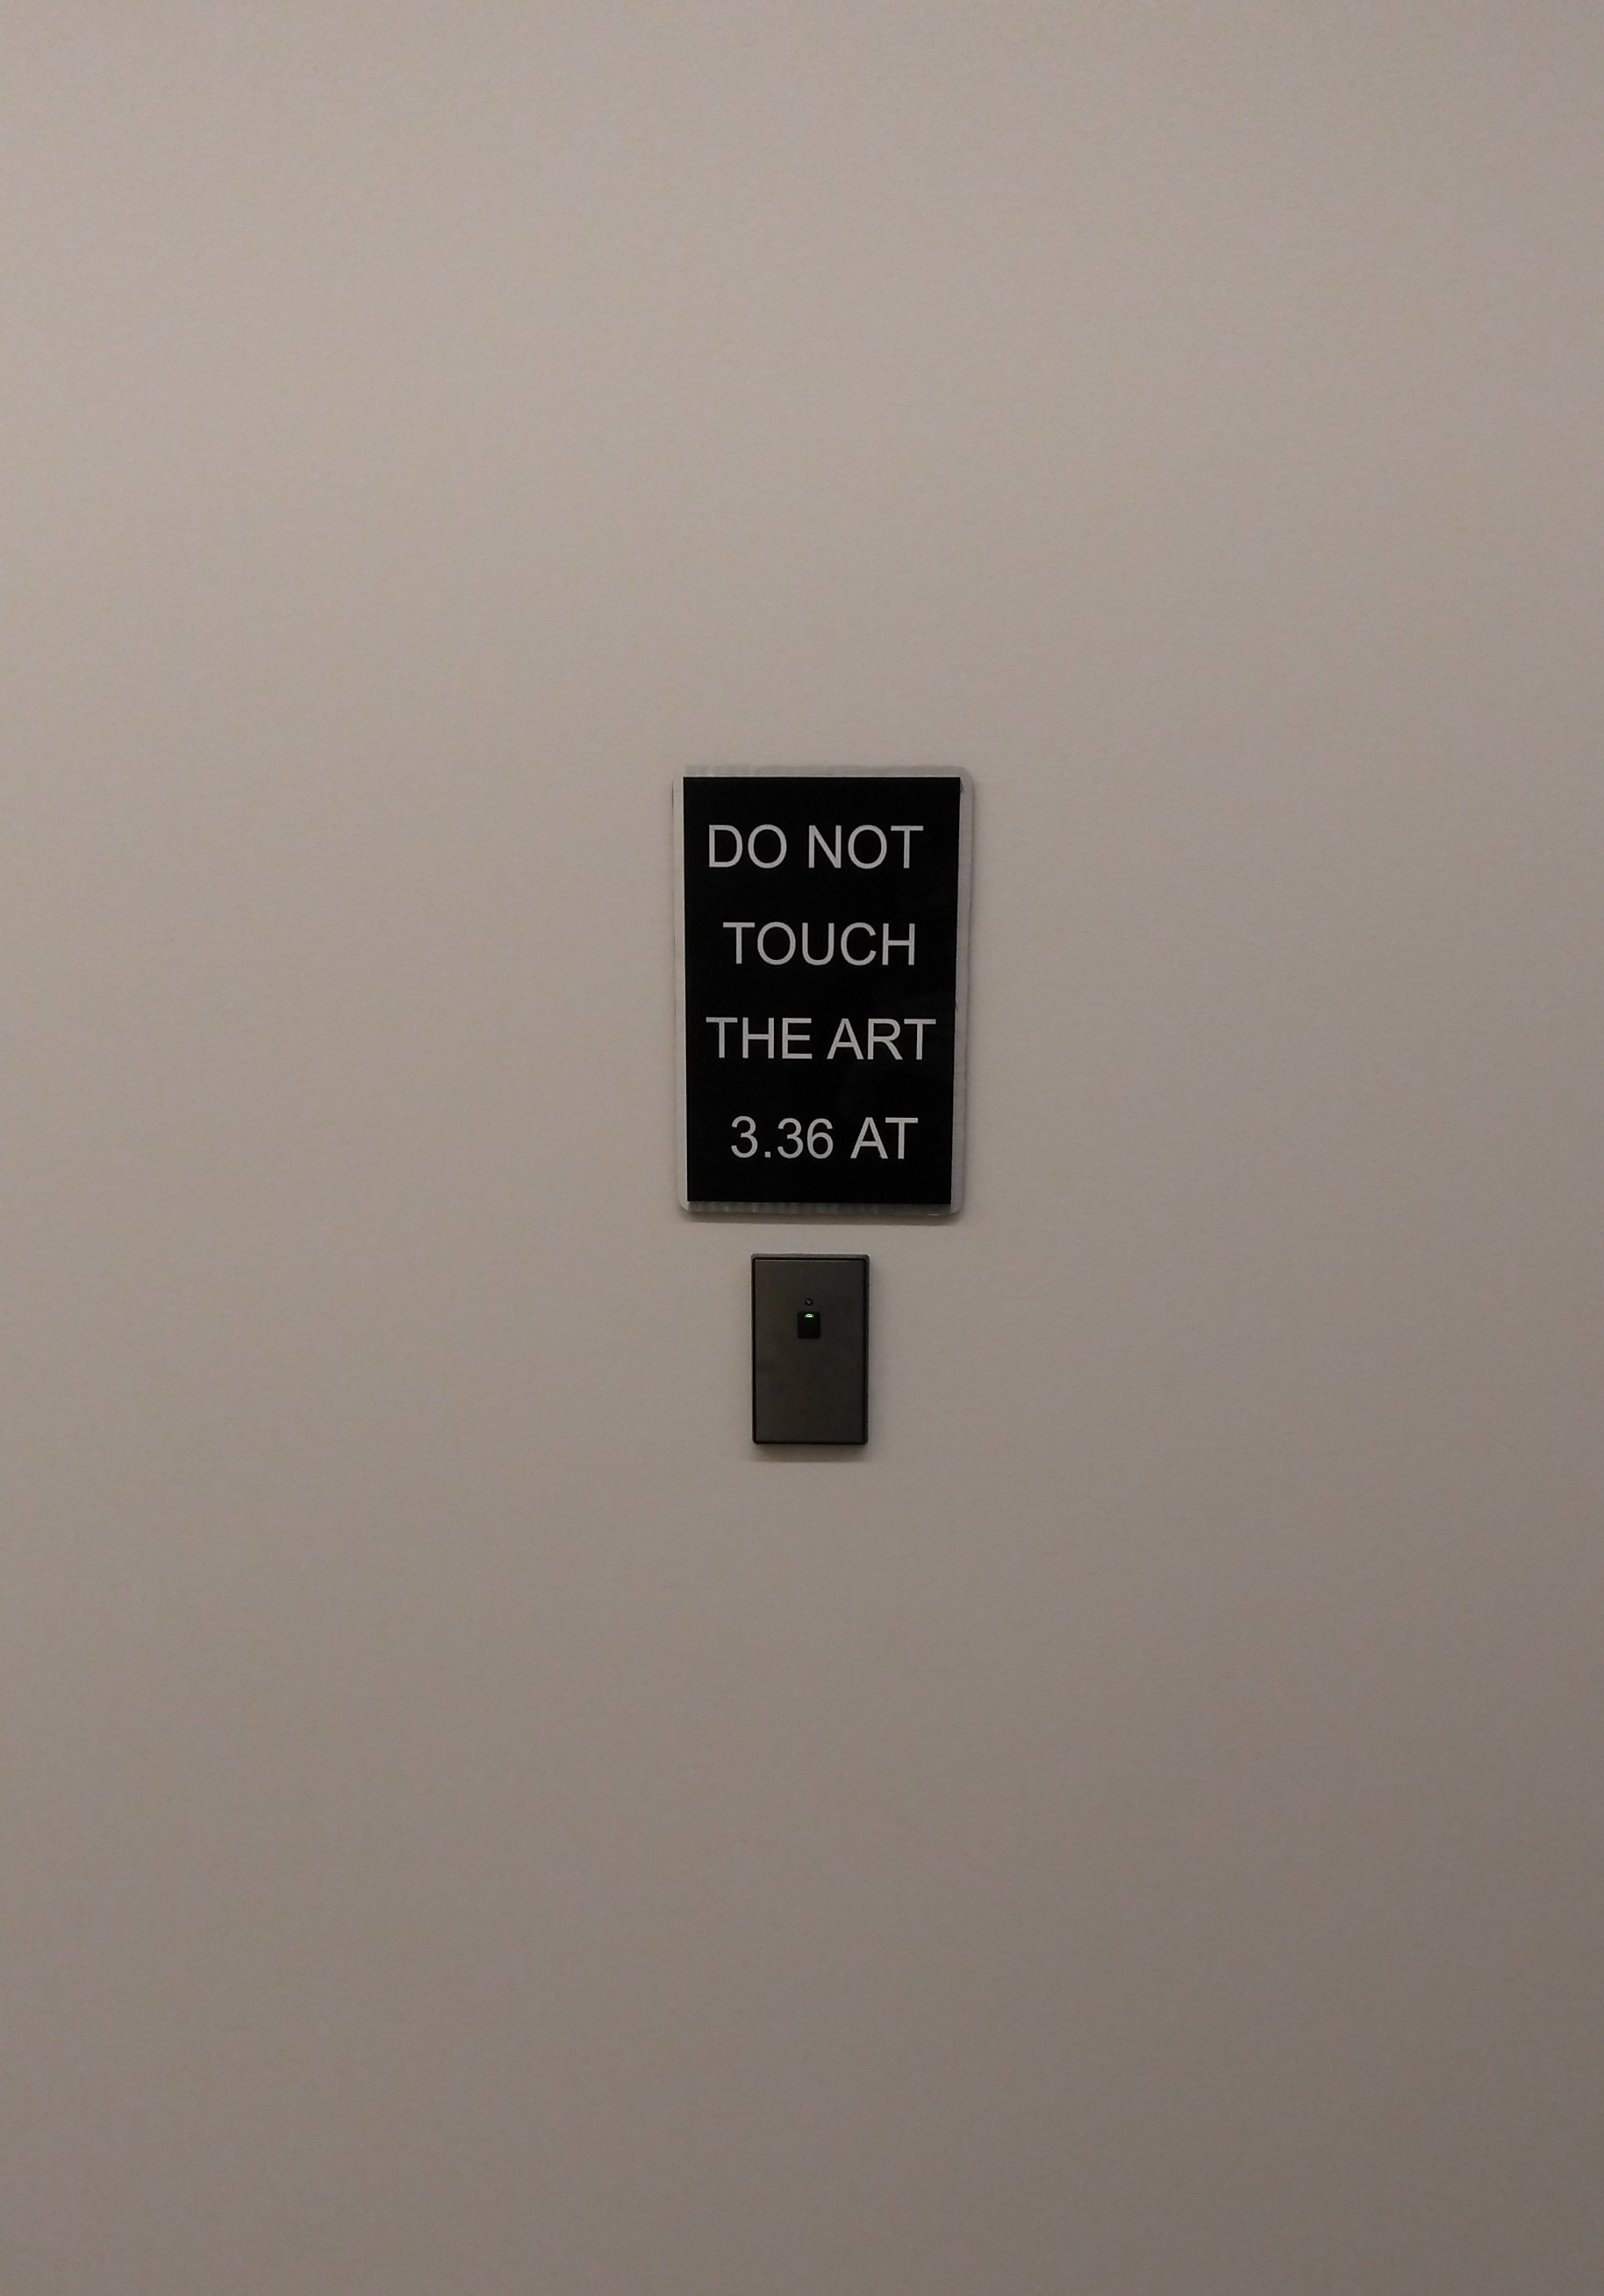 DO NOT
TOUCH
THE ART
3.36 AT